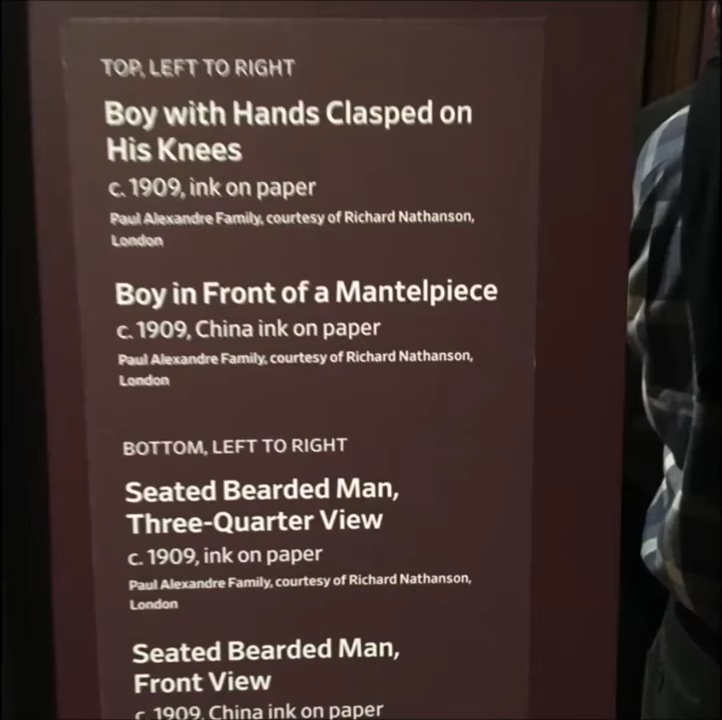 TOP, LEFT TO RIGHT
Boy with Hands Clasped on
His Knees
c. 1909, ink on paper
Paul Alexandre Family, courtesy of Richard Nathanson,
London
Boy in Front of a Mantelpiece
c. 1909, China ink on paper
Paul Alexandre Family, courtesy of Richard Nathanson,
London
BOTTOM, LEFT TO RIGHT
Seated Bearded Man,
Three-Quarter View
c. 1909, ink on paper
Paul Alexandre Family, courtesy of Richard Nathanson,
London
Seated Bearded Man,
Front View
c. 1909, China ink on paper